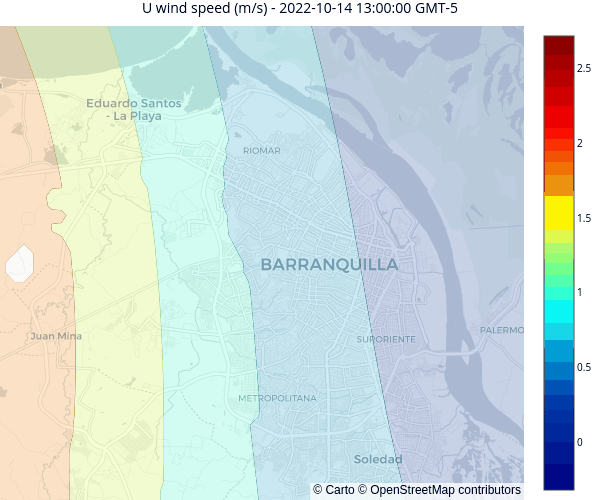 U wind speed (m/s) - 2022-10-14 13:00:00 GMT-5
2.5
Eduardo Santos
- La Playa
RIOMAR
2
1.5
BARRANQUILLA
1
Juan Mina
SURORIENTE
PALERMO
0.5
METROPOLITANA
0
Soledad
© Carto © OpenStreetMap contributors